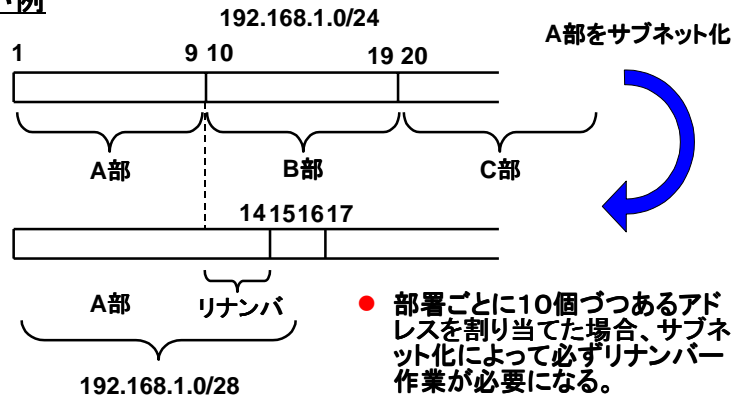 例
192.168.1.0/24
A部をサブネット化
1 9 10 19 20
A部 B部 C部
14 15 16 17
A部 リナンバ
192.168.1.0/28
● 部署ごとに10個づつあるアド
レスを割り当てた場合、サブネ
ット化によって必ずリナンバー
作業が必要になる。